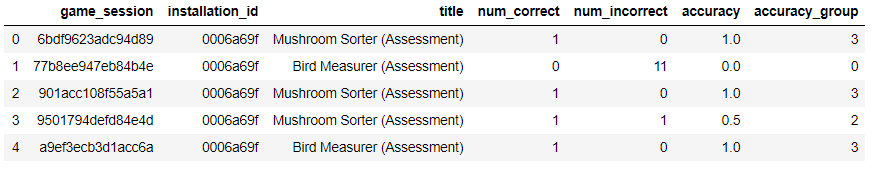 game_session installation_id title num_correct num_incorrect accuracy accuracy_group
0 6bdf9623adc94d89 0006a69f Mushroom Sorter (Assessment) 1 0 1.0 3
1 77b8ee947eb84b4e 0006a69f Bird Measurer (Assessment) 0 11 0.0 0
2 901acc108f55a5a1 0006a69f Mushroom Sorter (Assessment) 1 0 1.0 3
3 9501794defd84e4d 0006a69f Mushroom Sorter (Assessment) 1 1 0.5 2
4 a9ef3ecb3d1acc6a 0006a69f Bird Measurer (Assessment) 1 0 1.0 3